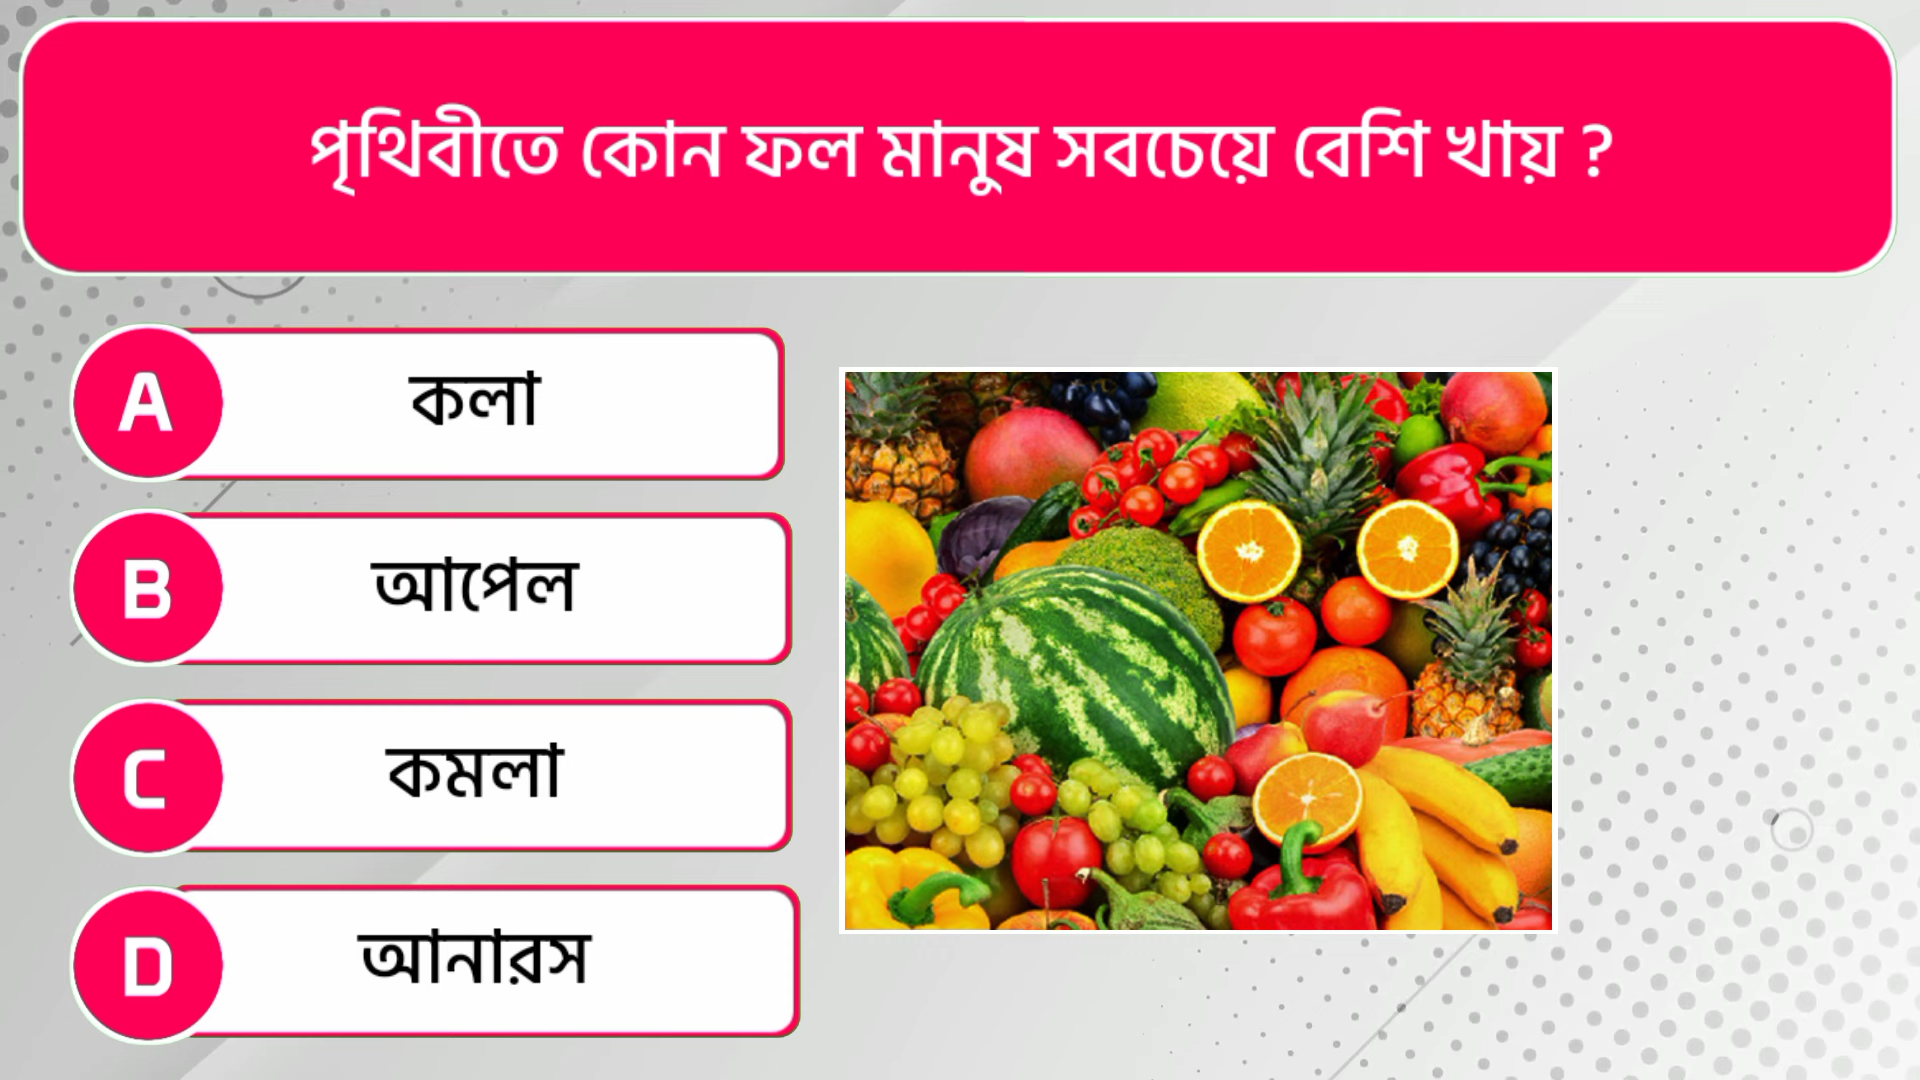 পৃথিবীতে কোন ফল মানুষ সবচেয়ে বেশি খায় ?
A কলা
B আপেল
C কমলা
D আনারস